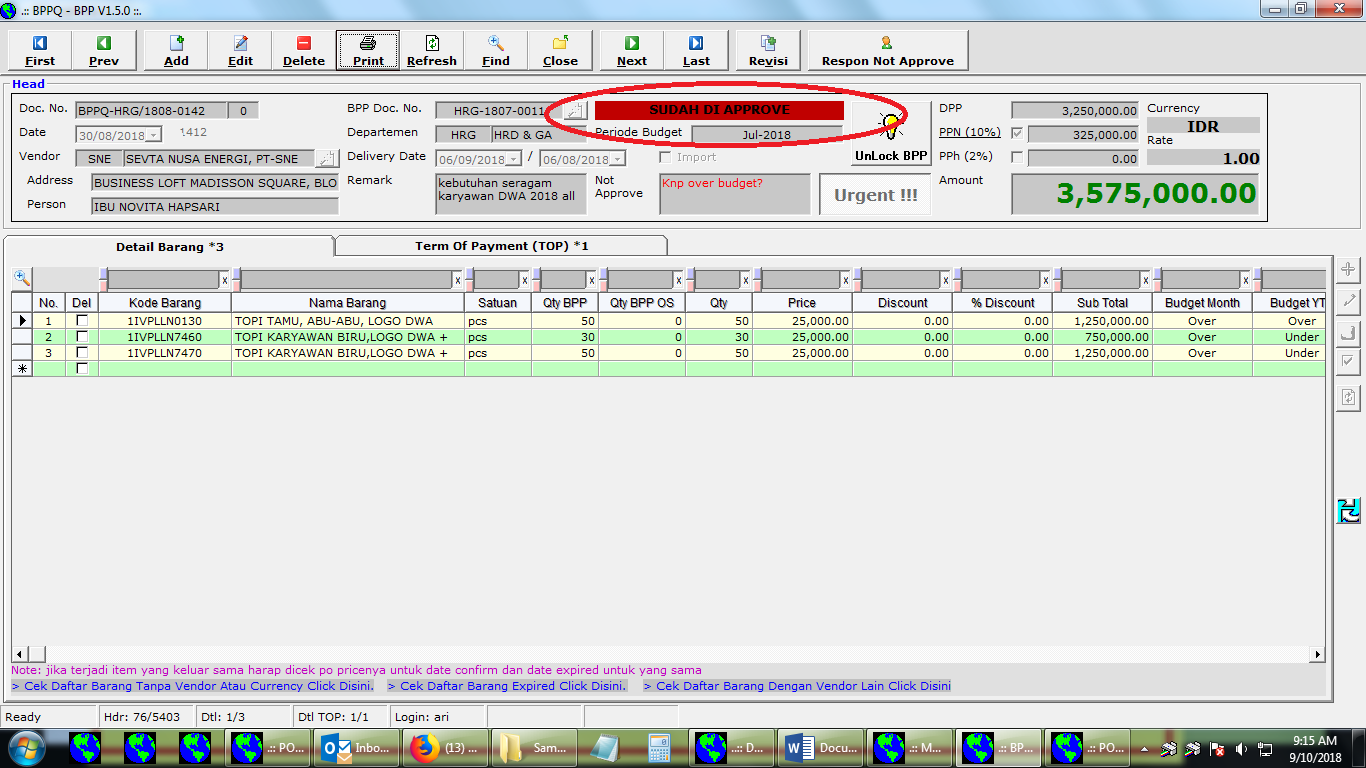 .:: BPPQ - BPP V1.5.0 ::.
First Prev Add Edit Delete Print Refresh Find Close Next Last Revisi Respon Not Approve
Head
Doc. No. BPPQ-HRG/1808-0142 0 BPP Doc. No. HRG-1807-0011 SUDAH DI APPROVE DPP 3,250,000.00 Currency
Date 30/08/2018 1.412 Departemen HRG HRD & GA Periode Budget Jul-2018 PPN (10%) 325,000.00 IDR
Vendor SNE SEVTA NUSA ENERGI, PT-SNE Delivery Date 06/09/2018 / 06/08/2018 Import UnLock BPP PPh (2%) 0.00 Rate 1.00
Address BUSINESS LOFT MADISSON SQUARE, BLO Remark kebutuhan seragam karyawan DWA 2018 all Not Approve Knp over budget? Urgent !!! Amount 3,575,000.00
Person IBU NOVITA HAPSARI
Detail Barang *3 Term Of Payment (TOP) *1
No. Del Kode Barang Nama Barang Satuan Qty BPP Qty BPP OS Qty Price Discount % Discount Sub Total Budget Month Budget YT
1 1IVPLLN0130 TOPI TAMU, ABU-ABU, LOGO DWA pcs 50 0 50 25,000.00 0.00 0.00 1,250,000.00 Over Over
2 1IVPLLN7460 TOPI KARYAWAN BIRU,LOGO DWA + pcs 30 0 30 25,000.00 0.00 0.00 750,000.00 Over Under
3 1IVPLLN7470 TOPI KARYAWAN BIRU,LOGO DWA + pcs 50 0 50 25,000.00 0.00 0.00 1,250,000.00 Over Under
Note: jika terjadi item yang keluar sama harap dicek po pricenya untuk date confirm dan date expired untuk yang sama
> Cek Daftar Barang Tanpa Vendor Atau Currency Click Disini. > Cek Daftar Barang Expired Click Disini. > Cek Daftar Barang Dengan Vendor Lain Click Disini
Ready Hdr: 76/5403 Dtl: 1/3 Dtl TOP: 1/1 Login: ari
.:: PO... Inbo... (13) ... Sam... ..:: D... Docu... .:: M... .:: BP... .:: PO... 9:15 AM
9/10/2018